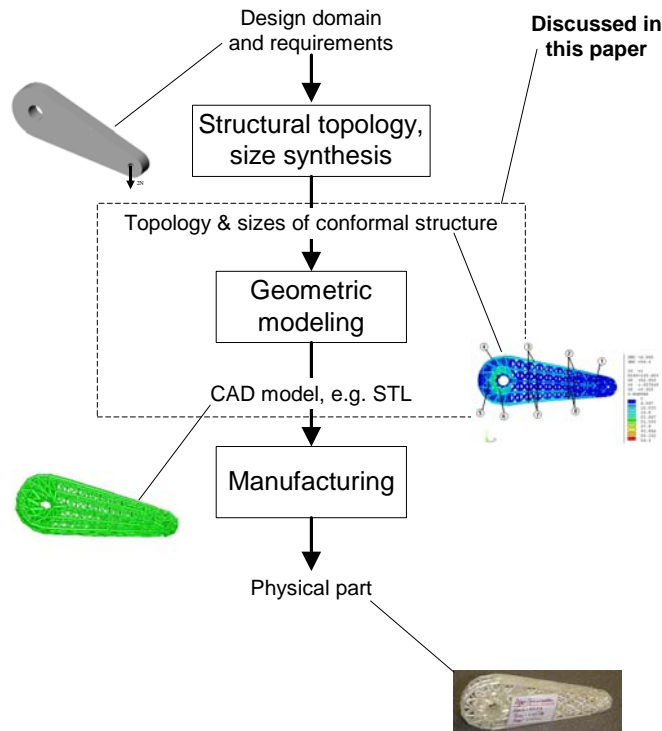 Design domain
and requirements
Discussed in
this paper
Structural topology,
size synthesis
2N
Topology & sizes of conformal structure
Geometric
modeling
CAD model, e.g. STL
Manufacturing
Physical part